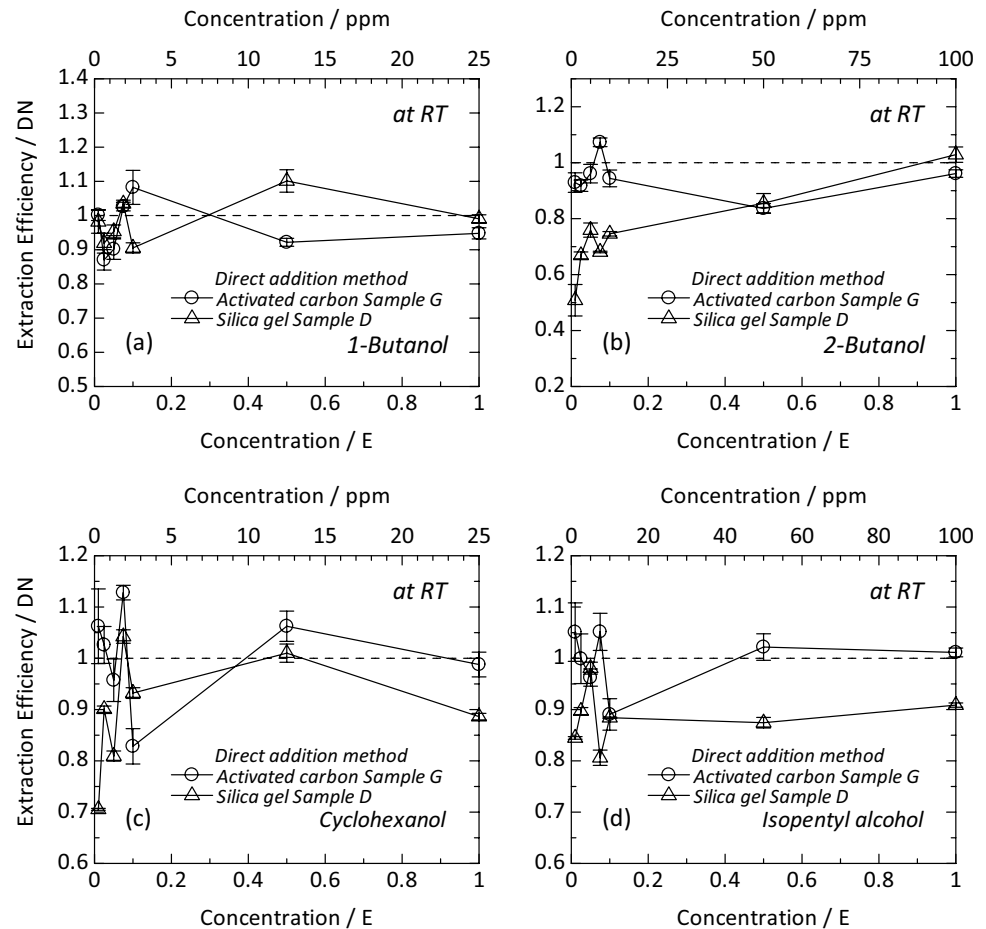 Concentration / ppm
0 5 10 15 20 25
1.4
1.3
1.2
1.1
1
0.9
0.8
0.7
0.6
0.5
Extraction Efficiency / DN
at RT
Direct addition method
Activated carbon Sample G
Silica gel Sample D
(a)
1-Butanol
0 0.2 0.4 0.6 0.8 1
Concentration / E
Concentration / ppm
0 25 50 75 100
1.2
1
0.8
0.6
0.4
0.2
at RT
Direct addition method
Activated carbon Sample G
Silica gel Sample D
(b)
2-Butanol
0 0.2 0.4 0.6 0.8 1
Concentration / E
Concentration / ppm
0 5 10 15 20 25
1.2
1.1
1
0.9
0.8
0.7
0.6
Extraction Efficiency / DN
at RT
Direct addition method
Activated carbon Sample G
Silica gel Sample D
(c)
Cyclohexanol
0 0.2 0.4 0.6 0.8 1
Concentration / E
Concentration / ppm
0 20 40 60 80 100
1.2
1.1
1
0.9
0.8
0.7
0.6
at RT
Direct addition method
Activated carbon Sample G
Silica gel Sample D
(d)
Isopentyl alcohol
0 0.2 0.4 0.6 0.8 1
Concentration / E